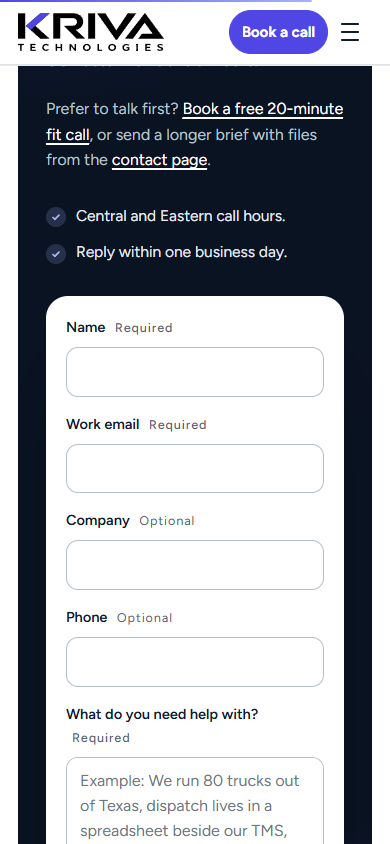 KRIVA
TECHNOLOGIES
Book a call
Prefer to talk first? Book a free 20-minute
fit call, or send a longer brief with files
from the contact page.
Central and Eastern call hours.
Reply within one business day.
Name Required
Work email Required
Company Optional
Phone Optional
What do you need help with?
Required
Example: We run 80 trucks out
of Texas, dispatch lives in a
spreadsheet beside our TMS,